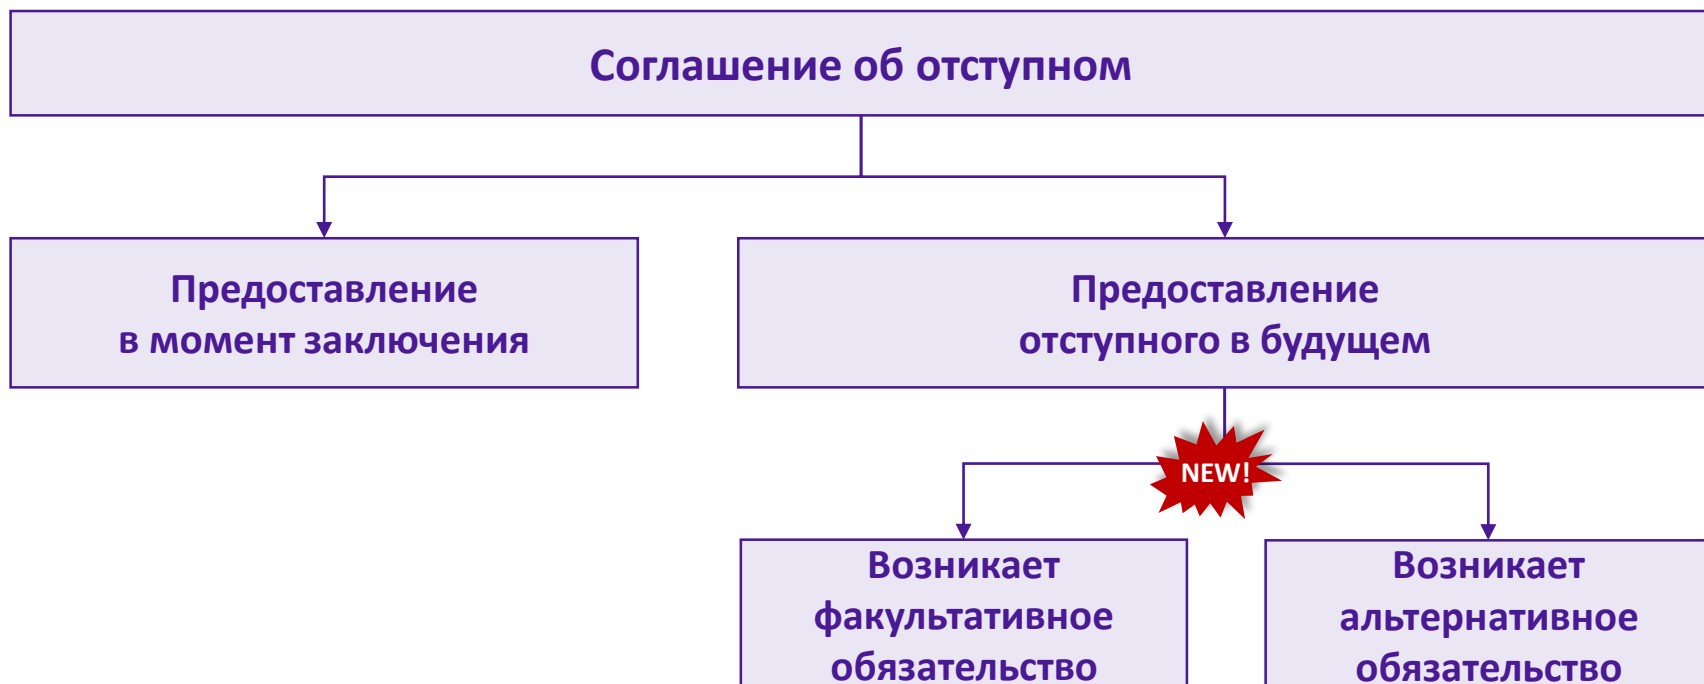 Соглашение об отступном
Предоставление
в момент заключения
Предоставление
отступного в будущем
NEW!
Возникает
факультативное
обязательство
Возникает
альтернативное
обязательство